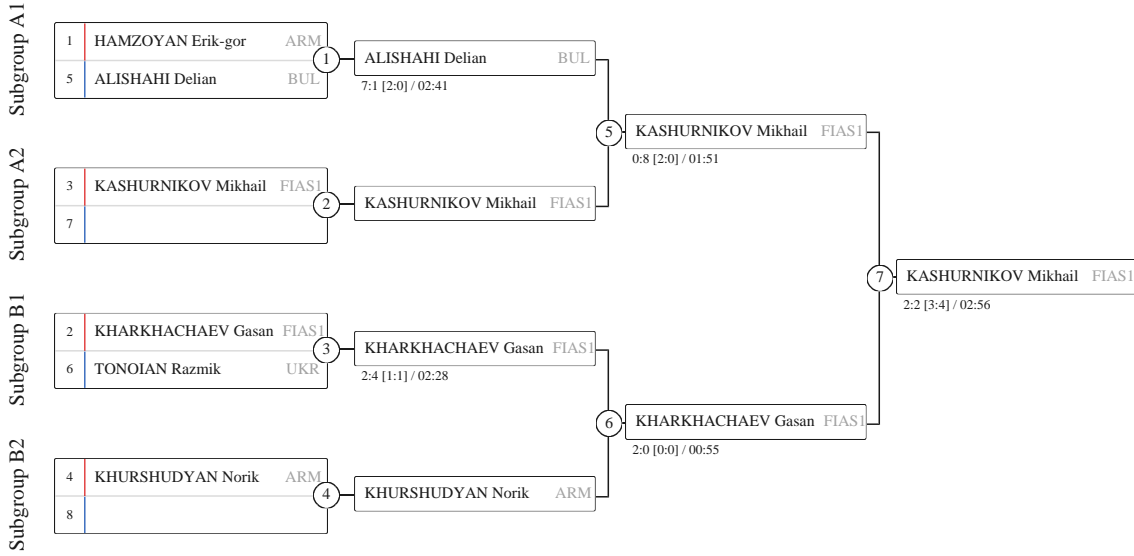 Subgroup A1
1 HAMZOYAN Erik-gor ARM
5 ALISHAHI Delian BUL
1
ALISHAHI Delian BUL
7:1 [2:0] / 02:41
Subgroup A2
3 KASHURNIKOV Mikhail FIAS1
7
2
KASHURNIKOV Mikhail FIAS1
5
KASHURNIKOV Mikhail FIAS1
0:8 [2:0] / 01:51
Subgroup B1
2 KHARKHACHAEV Gasan FIAS1
6 TONOIAN Razmik UKR
3
KHARKHACHAEV Gasan FIAS1
2:4 [1:1] / 02:28
Subgroup B2
4 KHURSHUDYAN Norik ARM
8
4
KHURSHUDYAN Norik ARM
6
KHARKHACHAEV Gasan FIAS1
2:0 [0:0] / 00:55
7
KASHURNIKOV Mikhail FIAS1
2:2 [3:4] / 02:56